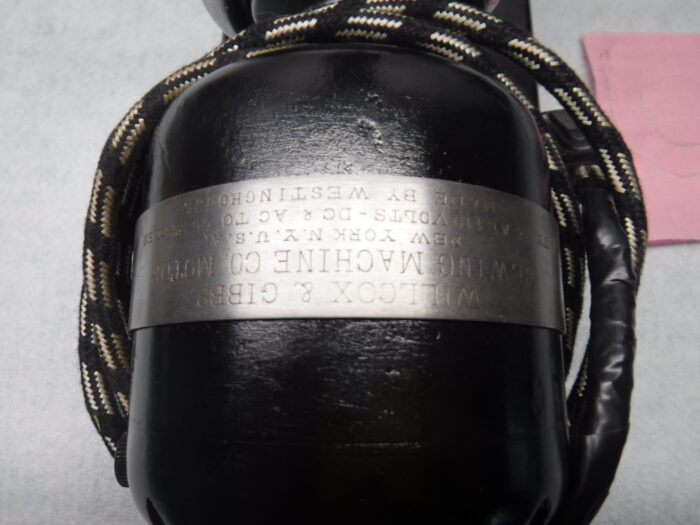 WILLCOX & GIBBS
SEWING MACHINE CO. MOTOR
NEW YORK N.Y. U.S.A.
110 VOLTS-DC & AC TO
MADE BY WESTINGHOUSE